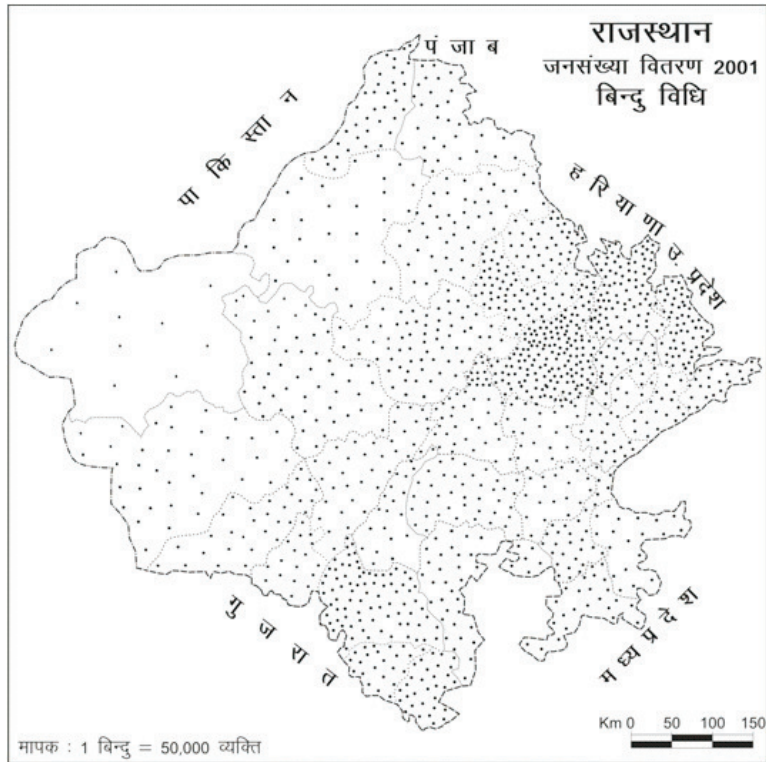 राजस्थान
जनसंख्या वितरण 2001
बिन्दु विधि
पंजाब
पाकिस्तान
हरियाणा
उ प्रदेश
गुजरात
मध्य प्रदेश
Km 0 50 100 150
मापक : 1 बिन्दु = 50,000 व्यक्ति